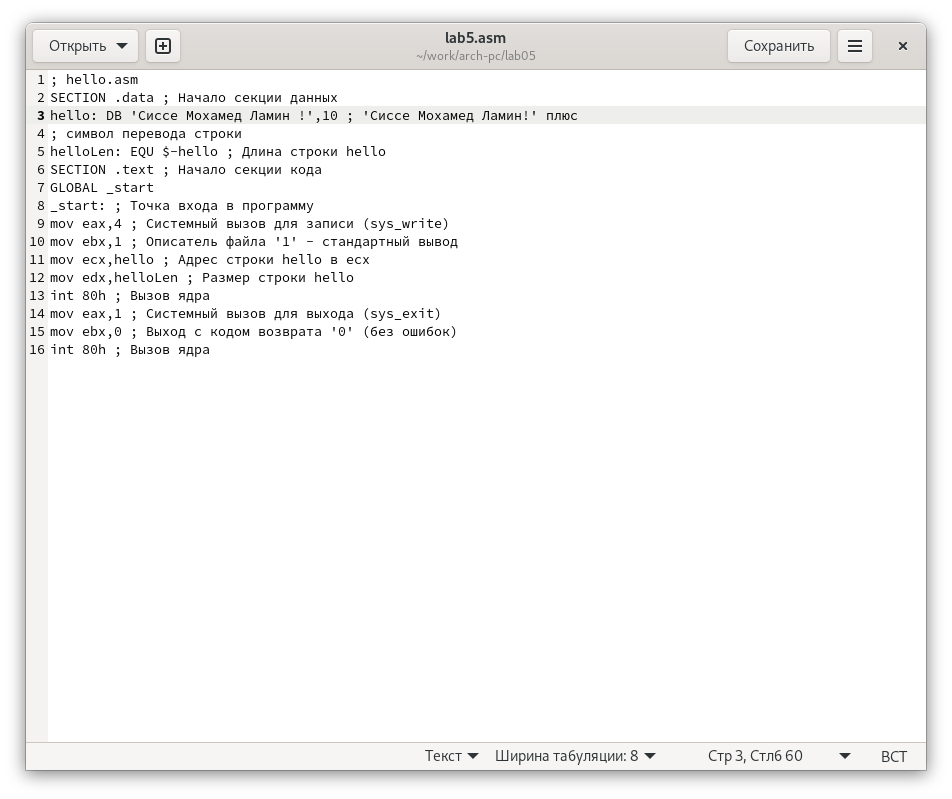 Открыть
lab5.asm
~/work/arch-pc/lab05
Сохранить
1 ; hello.asm
2 SECTION .data ; Начало секции данных
3 hello: DB 'Сиссе Мохамед Ламин !',10 ; 'Сиссе Мохамед Ламин!' плюс
4 ; символ перевода строки
5 helloLen: EQU $-hello ; Длина строки hello
6 SECTION .text ; Начало секции кода
7 GLOBAL _start
8 _start: ; Точка входа в программу
9 mov eax,4 ; Системный вызов для записи (sys_write)
10 mov ebx,1 ; Описатель файла '1' - стандартный вывод
11 mov ecx,hello ; Адрес строки hello в ecx
12 mov edx,helloLen ; Размер строки hello
13 int 80h ; Вызов ядра
14 mov eax,1 ; Системный вызов для выхода (sys_exit)
15 mov ebx,0 ; Выход с кодом возврата '0' (без ошибок)
16 int 80h ; Вызов ядра
Текст Ширина табуляции: 8 Стр 3, Стлб 60 ВСТ